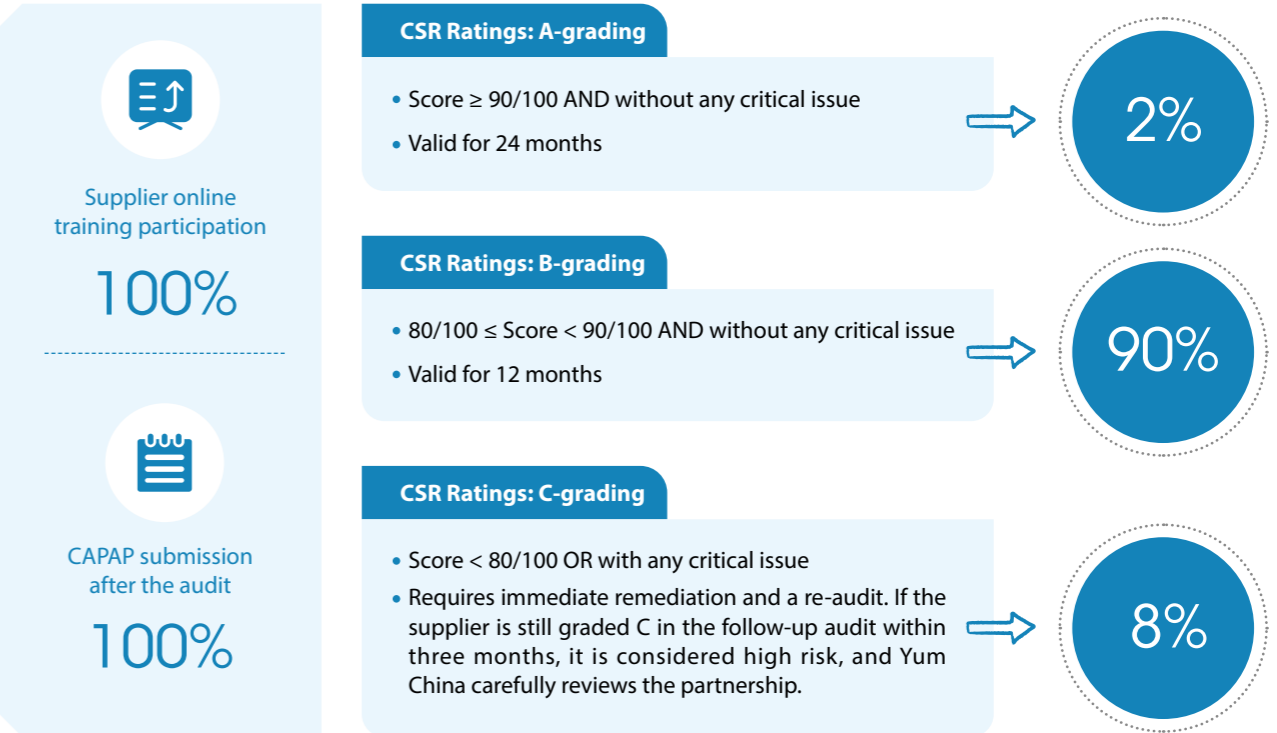 Supplier online
training participation
100%
CAPAP submission
after the audit
100%
CSR Ratings: A-grading
• Score ≥ 90/100 AND without any critical issue
• Valid for 24 months
2%
CSR Ratings: B-grading
• 80/100 ≤ Score < 90/100 AND without any critical issue
• Valid for 12 months
90%
CSR Ratings: C-grading
• Score < 80/100 OR with any critical issue
• Requires immediate remediation and a re-audit. If the
supplier is still graded C in the follow-up audit within
three months, it is considered high risk, and Yum
China carefully reviews the partnership.
8%